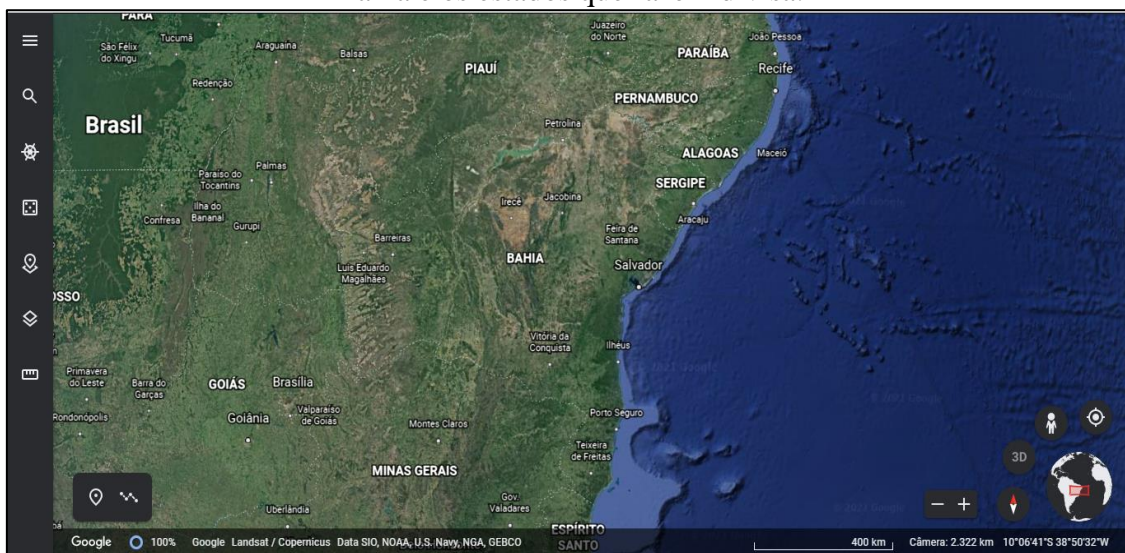 PARÁ
Juazeiro
do Norte
João Pessoa
São Félix
do Xingu
Tucumã
Araguaína
Balsas
PARAÍBA
PIAUÍ
Recife
Redenção
PERNAMBUCO
Brasil
Petrolina
ALAGOAS
Maceió
Palmas
Paraíso do
Tocantins
SERGIPE
Irecê
Jacobina
Confresa
Ilha do
Bananal
Gurupi
Aracaju
Feira de
Santana
Barreiras
BAHIA
Salvador
Luís Eduardo
Magalhães
OSSO
Vitória da
Conquista
Ilhéus
Primavera
do Leste
Barra do
Garças
GOIÁS
Brasília
Rondonópolis
Goiânia
Valparaíso
de Goiás
Montes Claros
Porto Seguro
Teixeira
de Freitas
MINAS GERAIS
3D
Gov.
Valadares
Uberlândia
ESPÍRITO
SANTO
Google 100% Google Landsat / Copernicus Data SIO, NOAA, U.S. Navy, NGA, GEBCO 400 km Câmera: 2.322 km 10°06'41"S 38°50'32"W